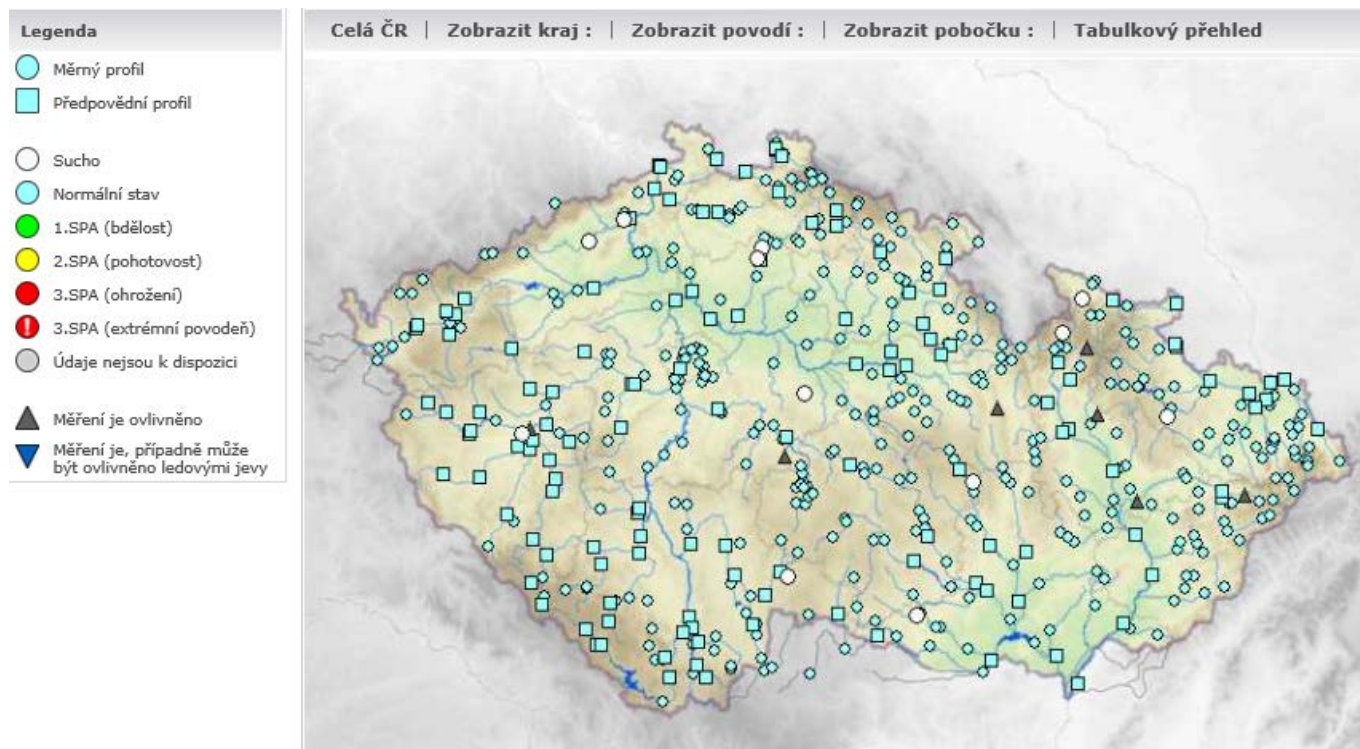 Legenda
Měrný profil
Předpovědní profil
Sucho
Normální stav
1.SPA (bdělost)
2.SPA (pohotovost)
3.SPA (ohrožení)
3.SPA (extrémní povodeň)
Údaje nejsou k dispozici
Měření je ovlivněno
Měření je, případně může
být ovlivněno ledovými jevy
Celá ČR | Zobrazit kraj : | Zobrazit povodí : | Zobrazit pobočku : | Tabulkový přehled